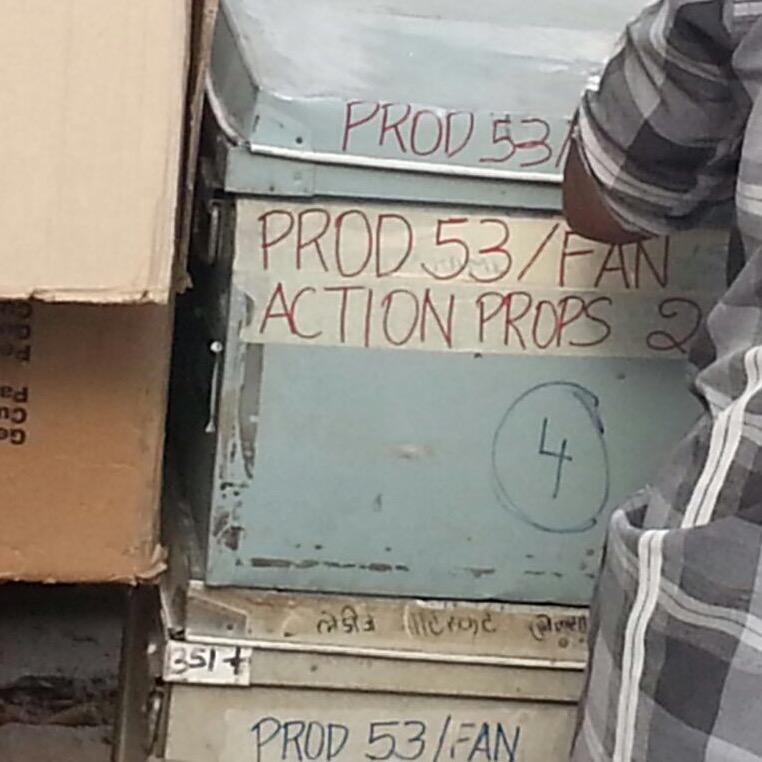 PROD 53/
PROD 53/FAN
ACTION PROPS 2
4
लेडीज
351+
PROD 53/FAN